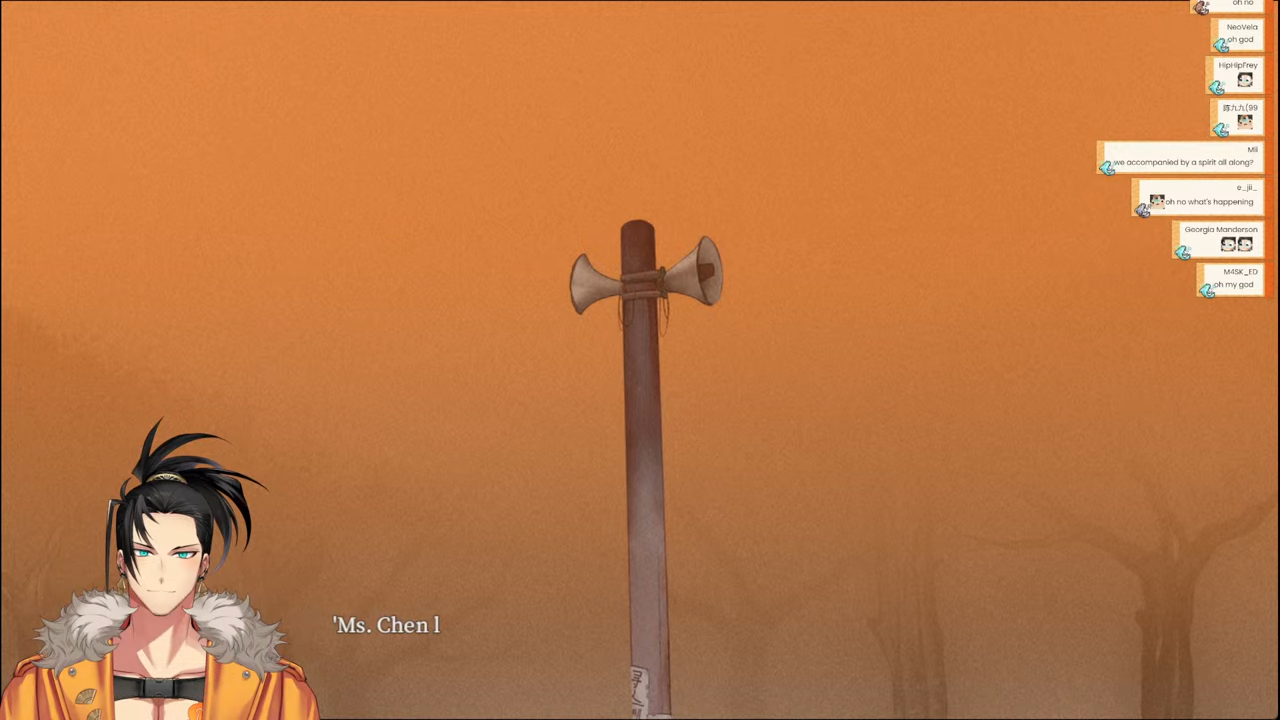 oh no
NeoVela
oh god
HipHipFrey
陈九九(99
Mii
we accompanied by a spirit all along?
e_jii_
oh no what's happening
Georgia Manderson
M4SK_ED
oh my god
'Ms. Chen l